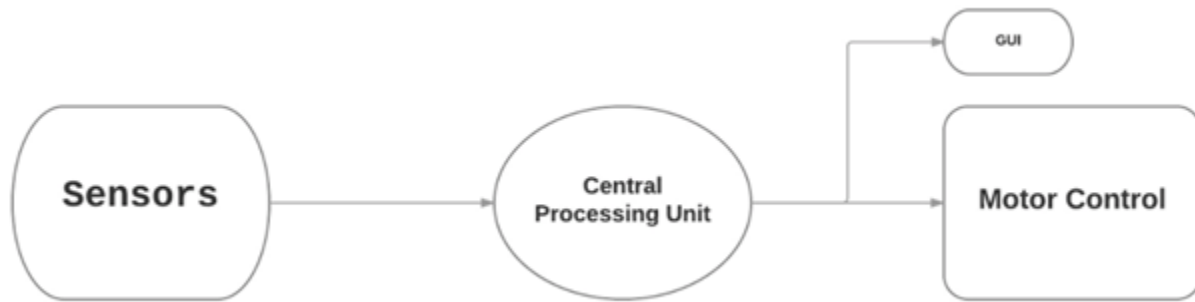 GUI
Sensors
Central
Processing Unit
Motor Control